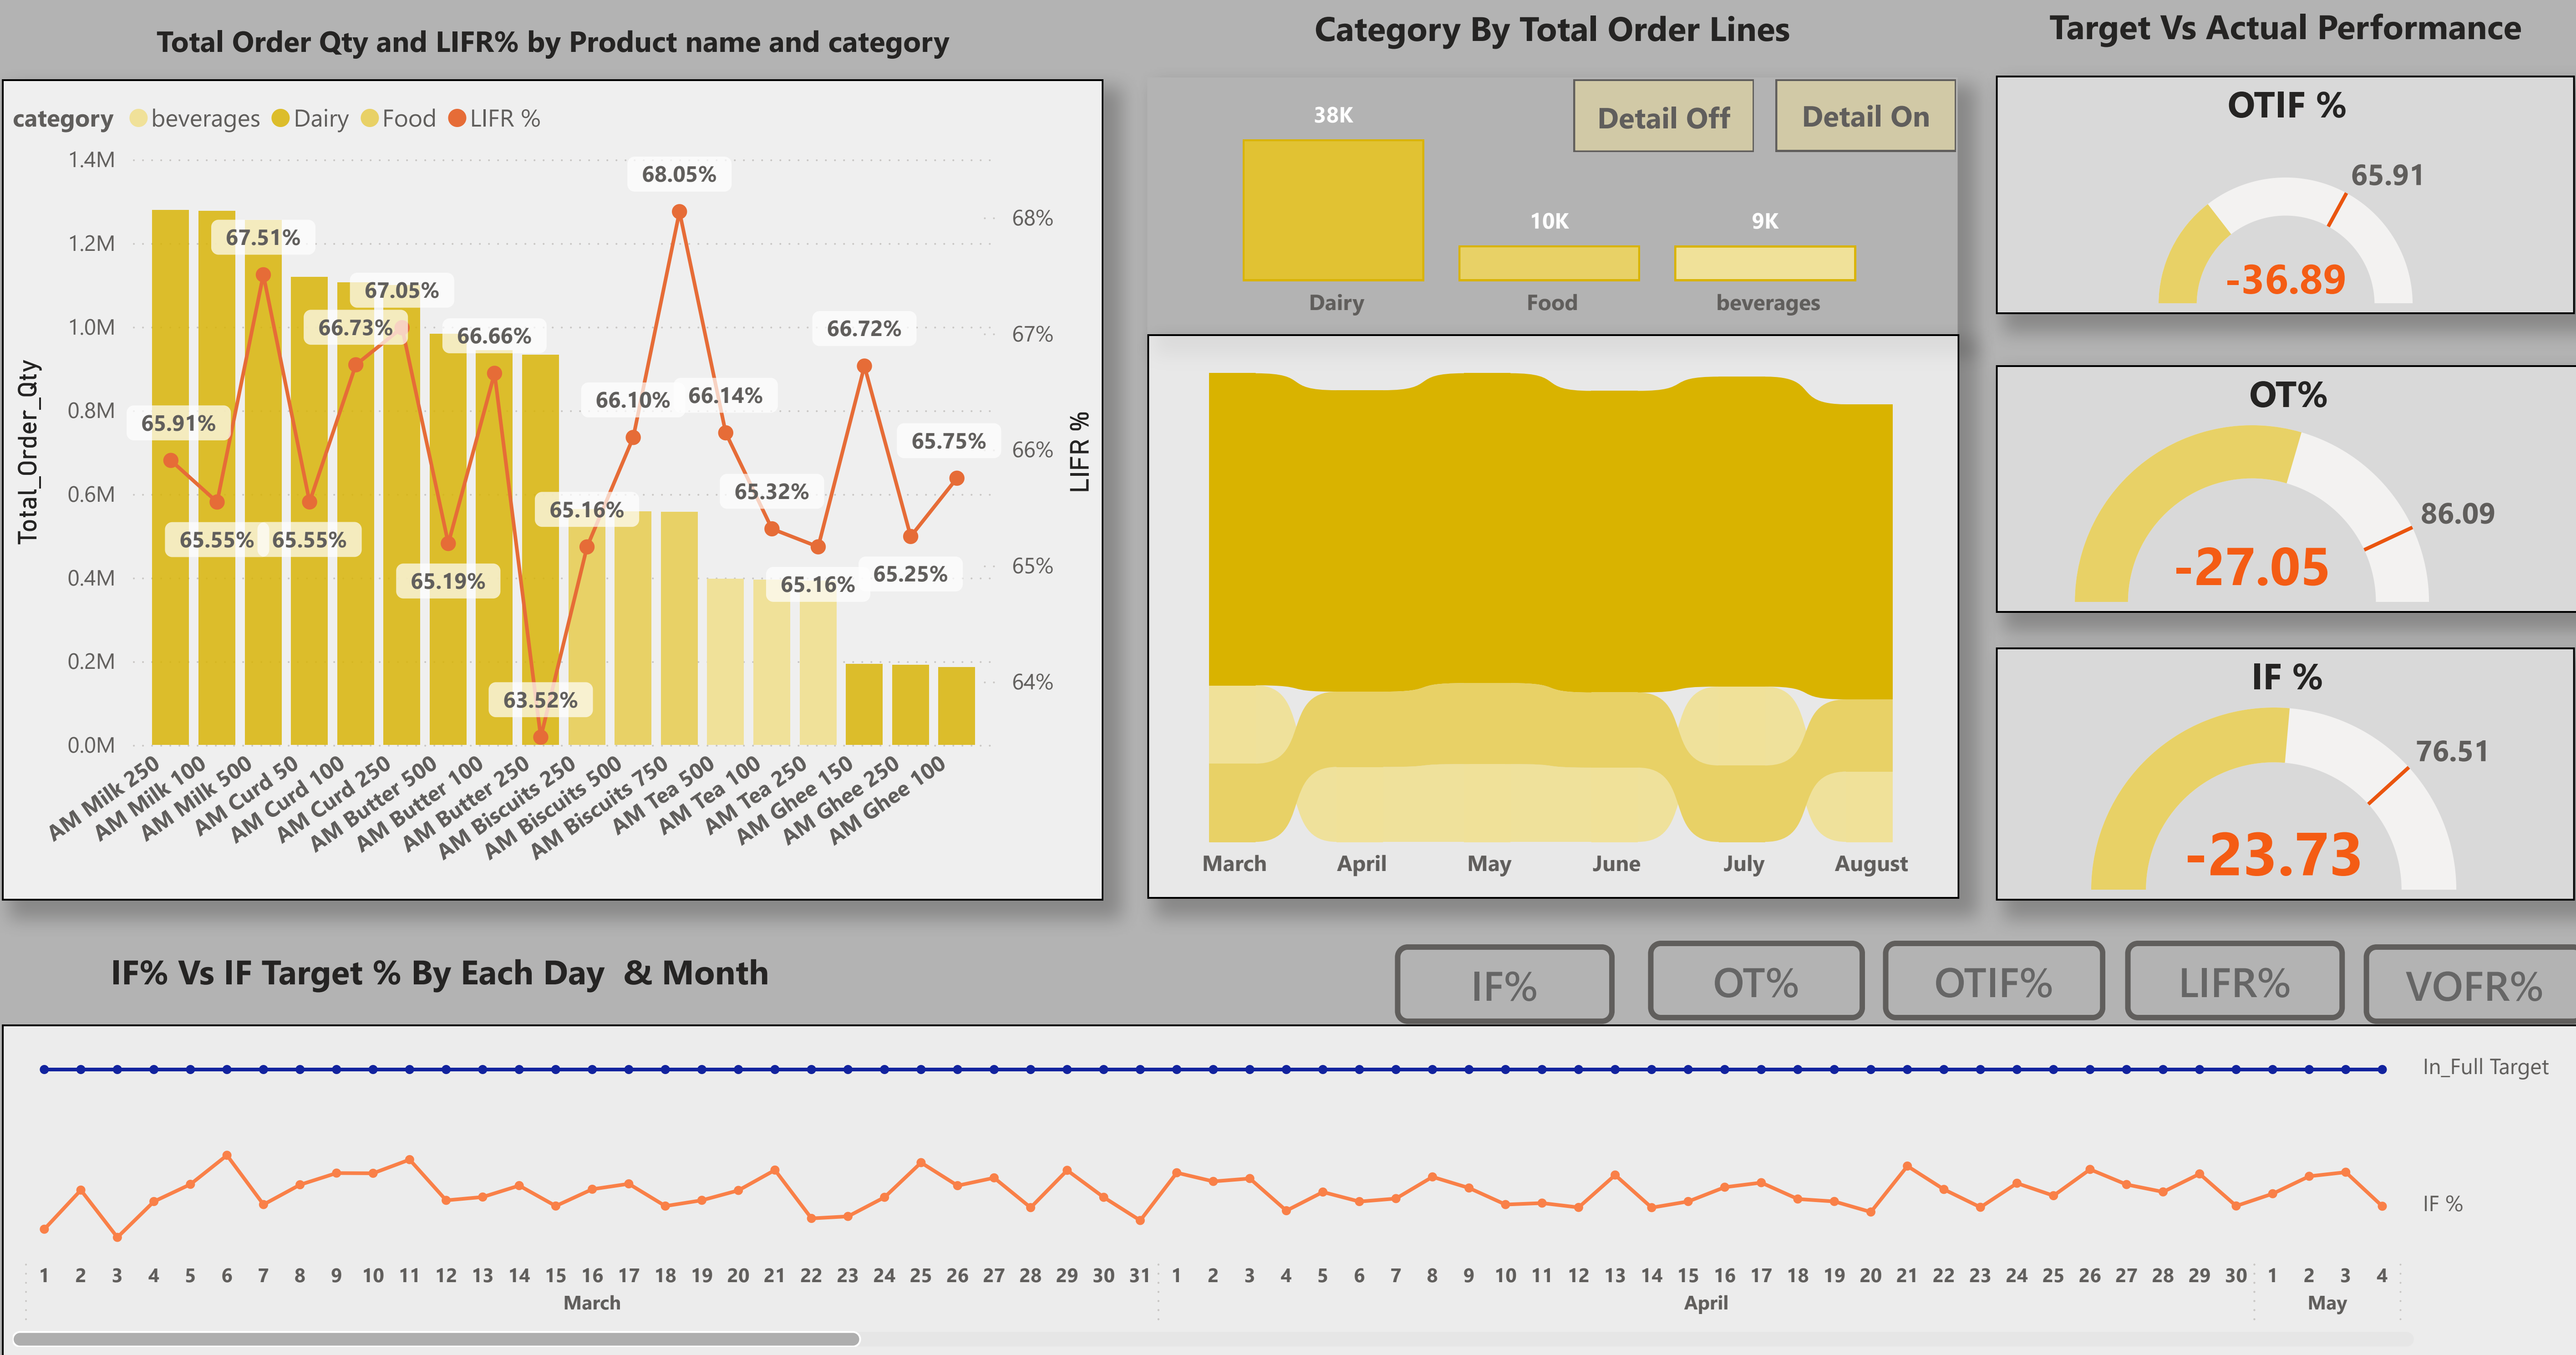 Total Order Qty and LIFR% by Product name and category
category beverages Dairy Food LIFR %
1.4M
1.2M
1.0M
0.8M
0.6M
0.4M
0.2M
0.0M
Total_Order_Qty
68%
67%
66%
65%
64%
LIFR %
65.91%
65.55%
67.51%
65.55%
66.73%
67.05%
65.19%
66.66%
63.52%
65.16%
66.10%
68.05%
66.14%
65.32%
65.16%
66.72%
65.25%
65.75%
AM Milk 250
AM Milk 100
AM Milk 500
AM Curd 50
AM Curd 100
AM Curd 250
AM Butter 500
AM Butter 100
AM Butter 250
AM Biscuits 250
AM Biscuits 500
AM Biscuits 750
AM Tea 500
AM Tea 100
AM Tea 250
AM Ghee 150
AM Ghee 250
AM Ghee 100
Category By Total Order Lines
Detail Off
Detail On
38K
10K
9K
Dairy Food beverages
March April May June July August
Target Vs Actual Performance
OTIF %
65.91
-36.89
OT%
86.09
-27.05
IF %
76.51
-23.73
IF% Vs IF Target % By Each Day & Month
IF%
OT%
OTIF%
LIFR%
VOFR%
In_Full Target
IF %
1 2 3 4 5 6 7 8 9 10 11 12 13 14 15 16 17 18 19 20 21 22 23 24 25 26 27 28 29 30 31 1 2 3 4 5 6 7 8 9 10 11 12 13 14 15 16 17 18 19 20 21 22 23 24 25 26 27 28 29 30 1 2 3 4
March April May